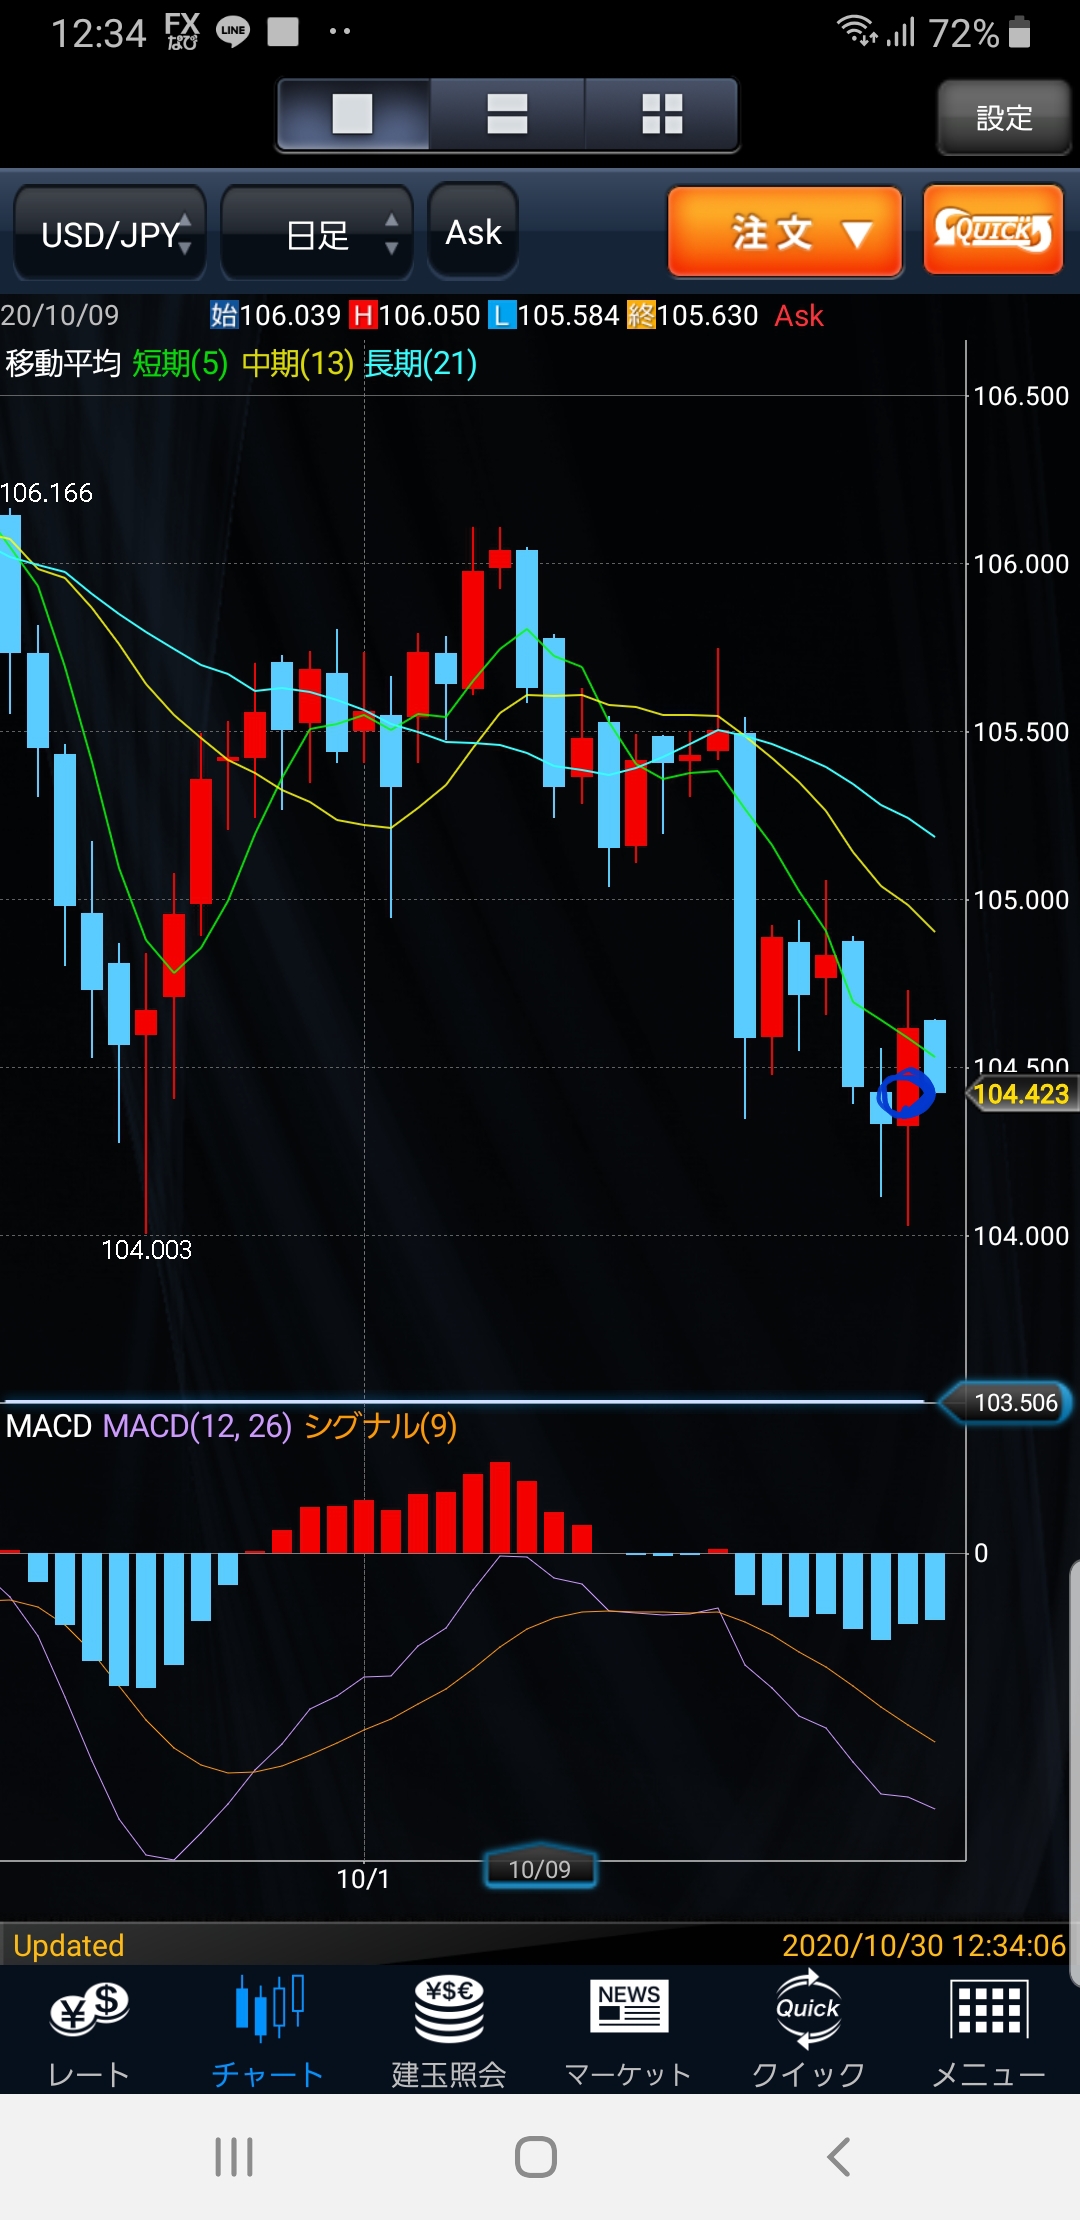 12:34 FXなび LINE 72%
設定
USD/JPY 日足 Ask 注文 ▼ QUICK
20/10/09 始106.039 H106.050 L105.584 終105.630 Ask
移動平均 短期(5) 中期(13) 長期(21)
106.500
106.166
106.000
105.500
105.000
104.500
104.423
104.003
104.000
103.506
MACD MACD(12, 26) シグナル(9)
0
10/1 10/09
Updated 2020/10/30 12:34:06
¥$ ¥$€ NEWS Quick
レート チャート 建玉照会 マーケット クイック メニュー